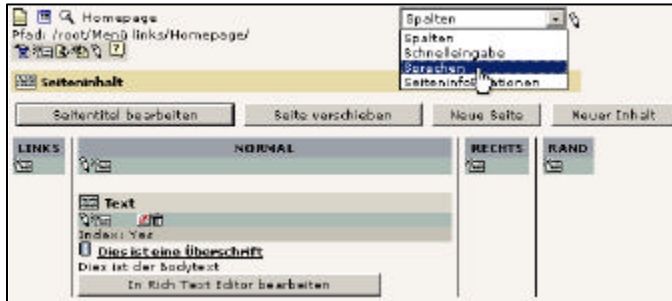 Homepage
Spalten
Pfad: /root/Menü links/Homepage/
Spalten
Schnelleingabe
Sprachen
Seiteninformationen
Seiteninhalt
Seitentitel bearbeiten
Seite verschieben
Neue Seite
Neuer Inhalt
LINKS
NORMAL
RECHTS
RAND
Text
Index: Yes
Dies ist eine Überschrift
Dies ist der Bodytext
In Rich Text Editor bearbeiten